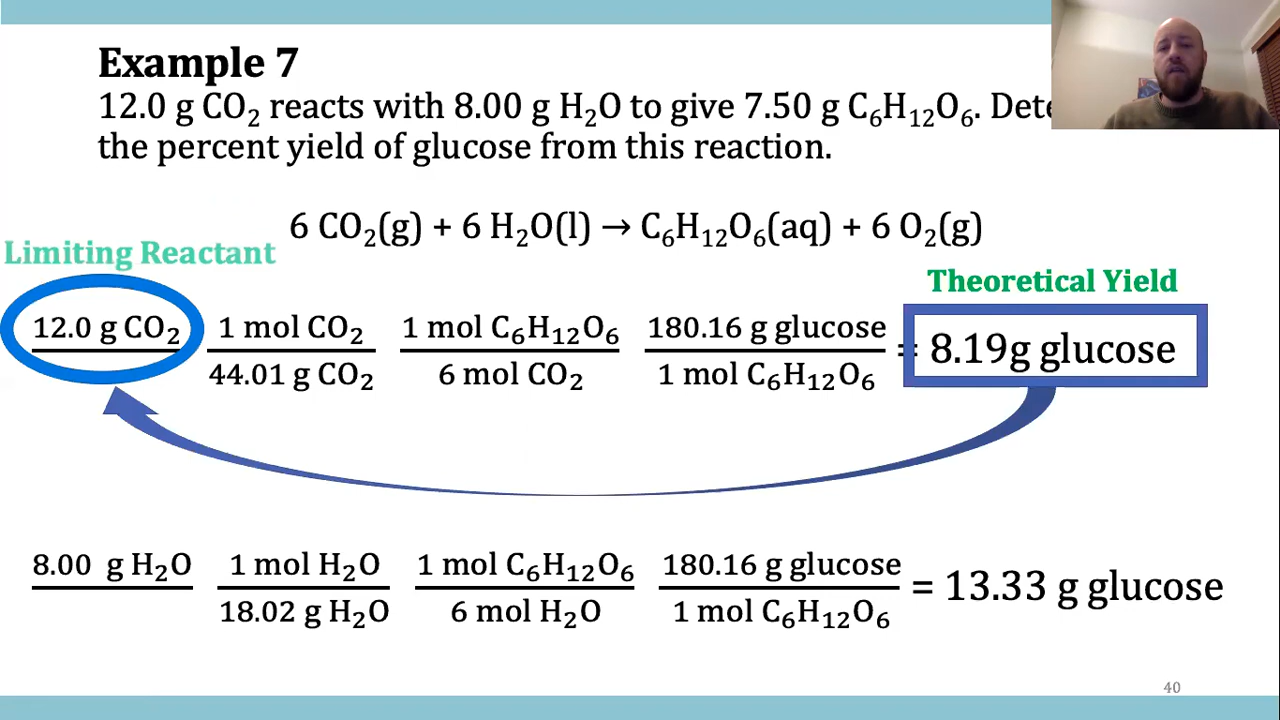 Example 7
12.0 g CO₂ reacts with 8.00 g H₂O to give 7.50 g C₆H₁₂O₆.
the percent yield of glucose from this reaction.
6 CO₂(g) + 6 H₂O(l) → C₆H₁₂O₆(aq) + 6 O₂(g)
Limiting Reactant
Theoretical Yield
12.0 g CO₂ 1 mol CO₂ 1 mol C₆H₁₂O₆ 180.16 g glucose
= 8.19g glucose
44.01 g CO₂ 6 mol CO₂ 1 mol C₆H₁₂O₆
8.00 g H₂O 1 mol H₂O 1 mol C₆H₁₂O₆ 180.16 g glucose
= 13.33 g glucose
18.02 g H₂O 6 mol H₂O 1 mol C₆H₁₂O₆
40